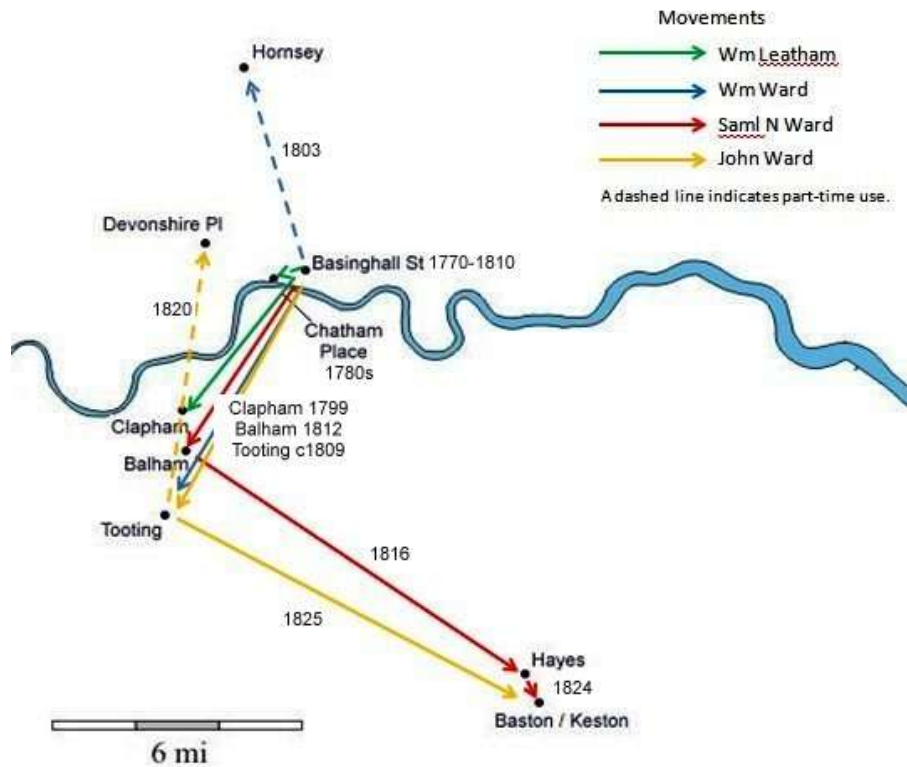 Movements
Wm Leatham
Wm Ward
Saml N Ward
John Ward
A dashed line indicates part-time use.
Hornsey
1803
Devonshire Pl
Basinghall St 1770-1810
1820
Chatham
Place
1780s
Clapham 1799
Balham 1812
Tooting c1809
Clapham
Balham
Tooting
1816
1825
Hayes
1824
Baston / Keston
6 mi